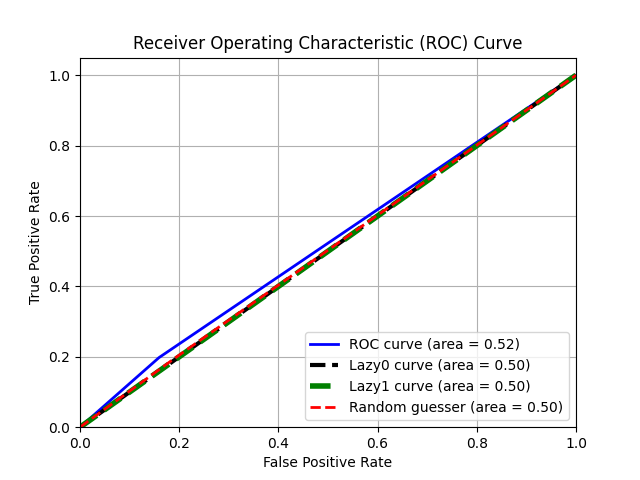 Receiver Operating Characteristic (ROC) Curve
1.0
0.8
0.6
0.4
0.2
0.0
True Positive Rate
ROC curve (area = 0.52)
Lazy0 curve (area = 0.50)
Lazy1 curve (area = 0.50)
Random guesser (area = 0.50)
0.0 0.2 0.4 0.6 0.8 1.0
False Positive Rate